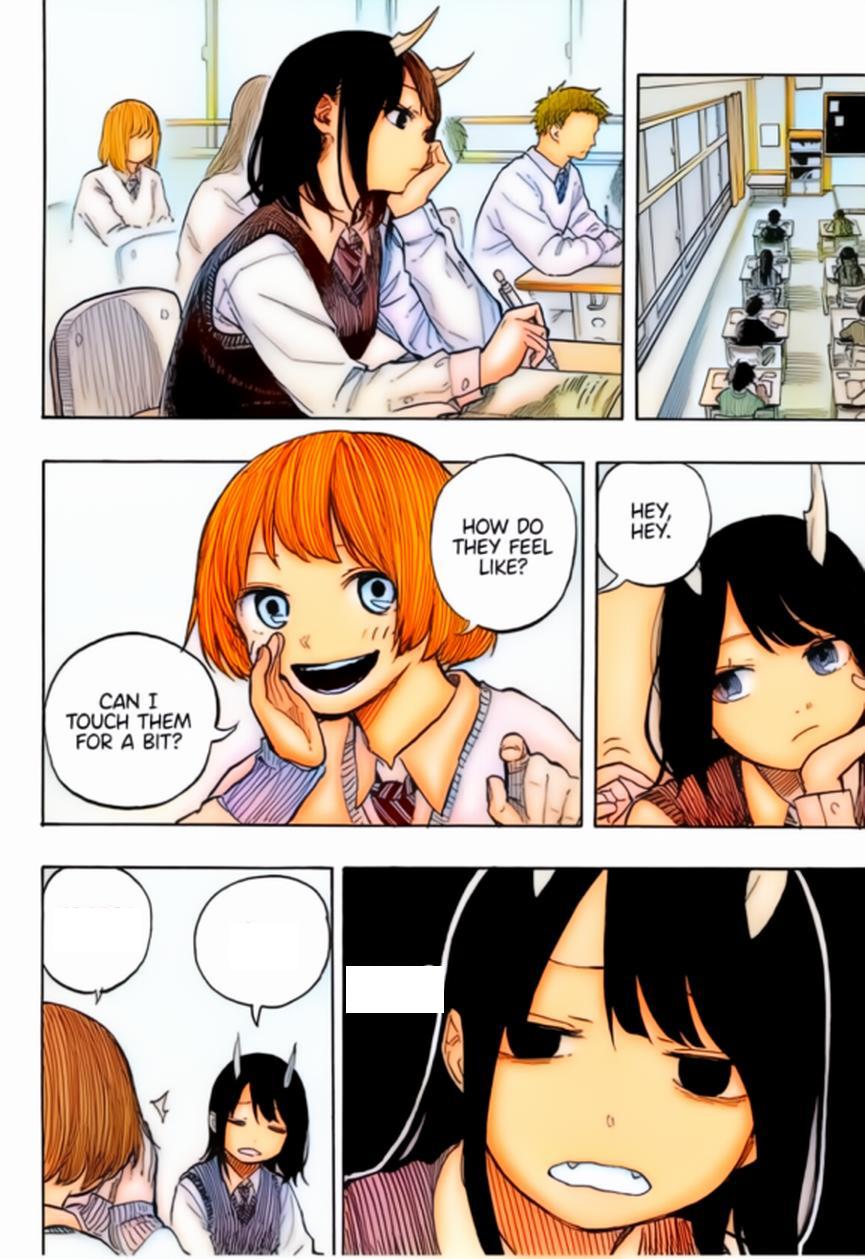 HEY,
HEY.
HOW DO
THEY FEEL
LIKE?
CAN I
TOUCH THEM
FOR A BIT?